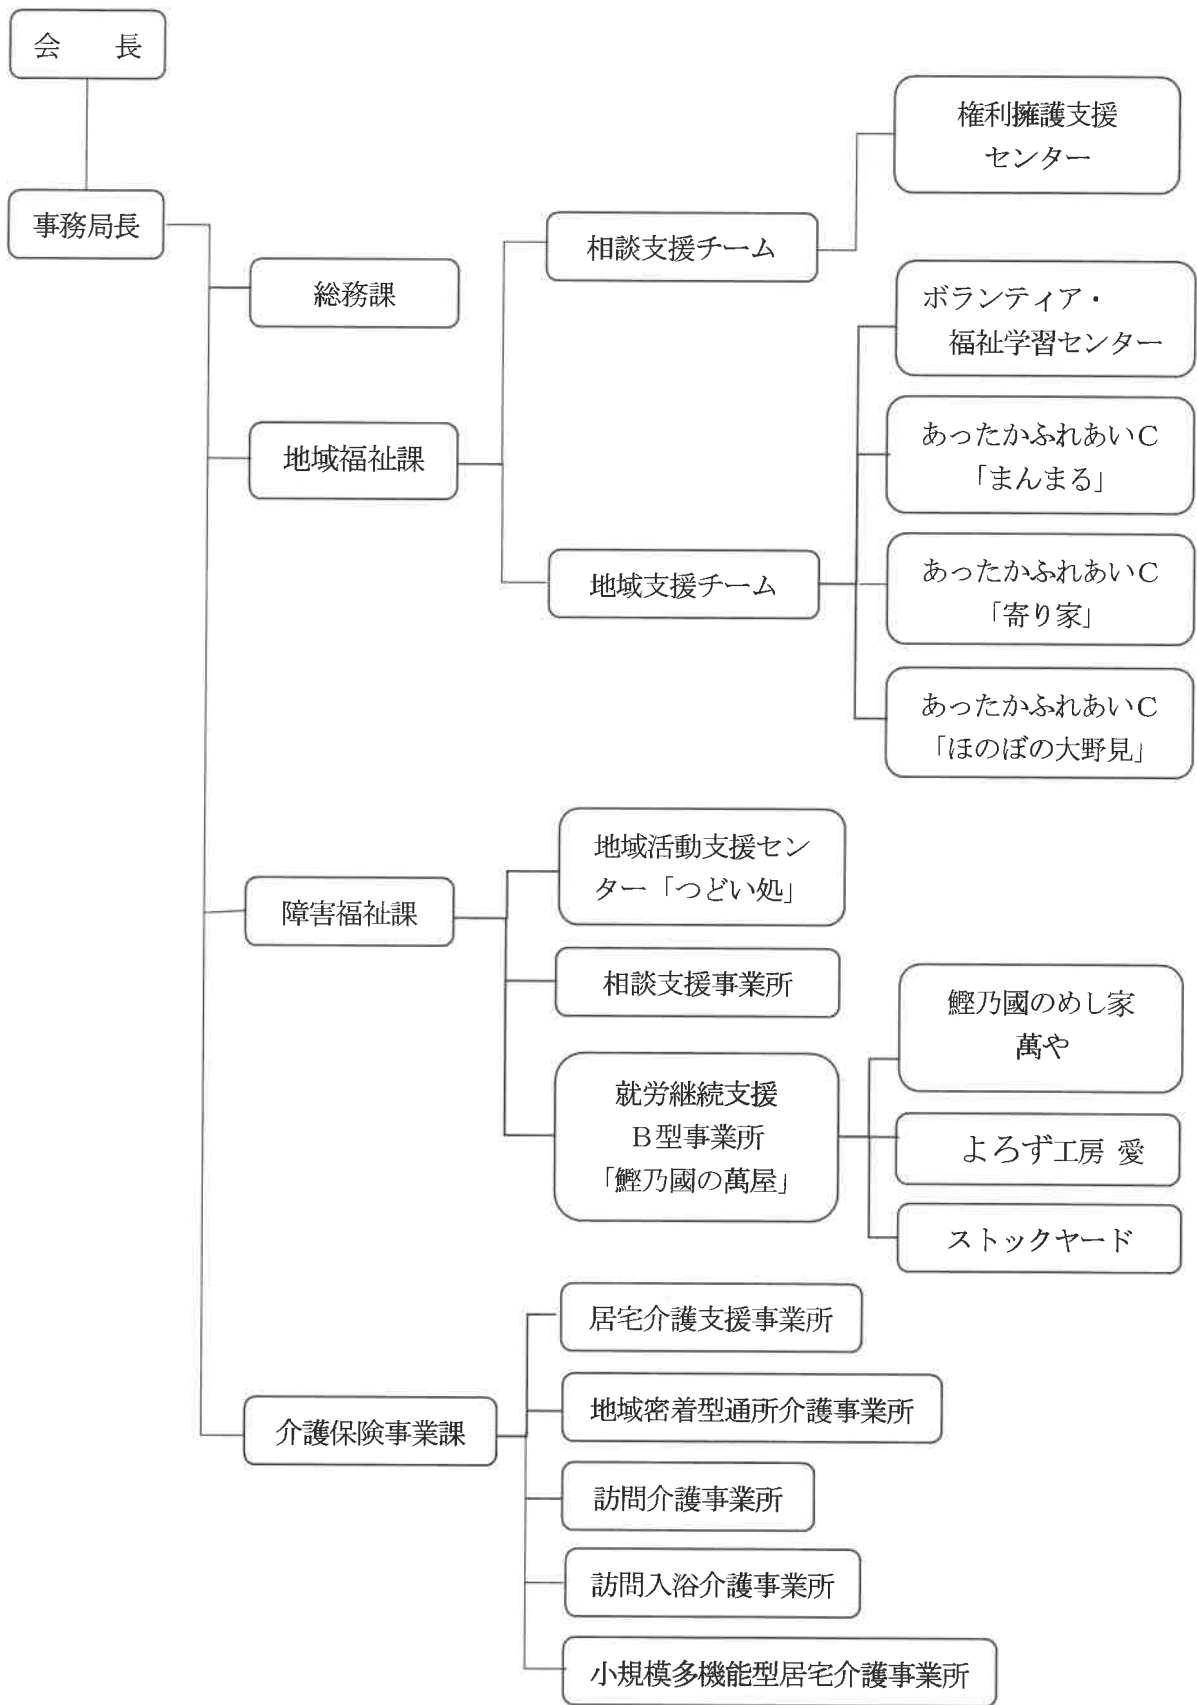 会　　長
事務局長
総務課
地域福祉課
相談支援チーム
権利擁護支援
センター
地域支援チーム
ボランティア・
福祉学習センター
あったかふれあいＣ
「まんまる」
あったかふれあいＣ
「寄り家」
あったかふれあいＣ
「ほのぼの大野見」
障害福祉課
地域活動支援セン
ター「つどい処」
相談支援事業所
就労継続支援
Ｂ型事業所
「鰹乃國の萬屋」
鰹乃國のめし家
萬や
よろず工房 愛
ストックヤード
介護保険事業課
居宅介護支援事業所
地域密着型通所介護事業所
訪問介護事業所
訪問入浴介護事業所
小規模多機能型居宅介護事業所